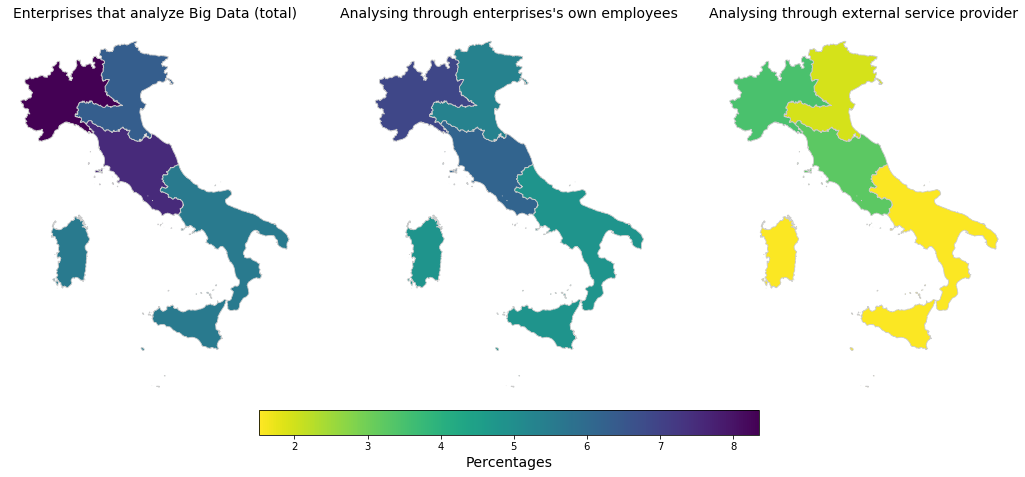 Enterprises that analyze Big Data (total)
Analysing through enterprises's own employees
Analysing through external service provider
2 3 4 5 6 7 8
Percentages